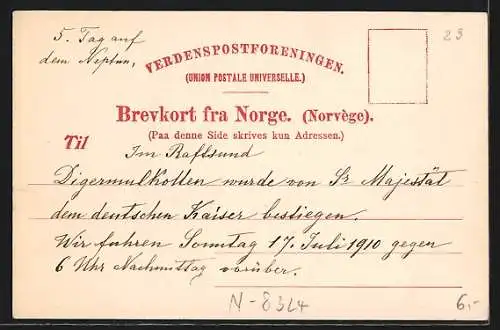 5. Tag auf
dem Neptun,
23
VERDENSPOSTFORENINGEN.
(UNION POSTALE UNIVERSELLE.)
Brevkort fra Norge. (Norvège).
(Paa denne Side skrives kun Adressen.)
Til
Im Raftsund
Digermulkollen wurde von Sr. Majestät
dem deutschen Kaiser bestiegen.
Wir fuhren Sonntag 17. Juli 1910 gegen
6 Uhr Nachmittag vorüber.
N-8324
6,-